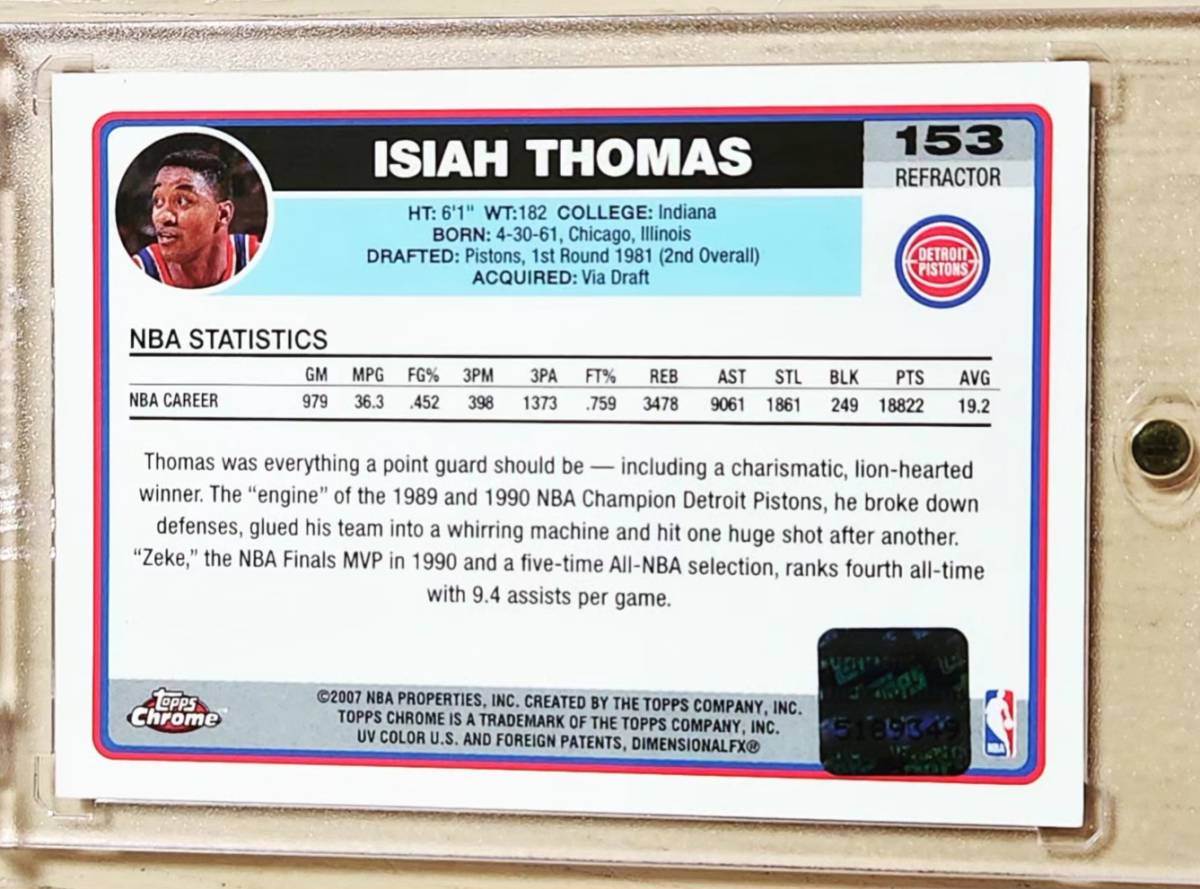 ISIAH THOMAS
153
REFRACTOR
HT: 6'1" WT:182 COLLEGE: Indiana
BORN: 4-30-61, Chicago, Illinois
DRAFTED: Pistons, 1st Round 1981 (2nd Overall)
ACQUIRED: Via Draft
DETROIT
PISTONS
NBA STATISTICS
GM MPG FG% 3PM 3PA FT% REB AST STL BLK PTS AVG
NBA CAREER 979 36.3 .452 398 1373 .759 3478 9061 1861 249 18822 19.2
Thomas was everything a point guard should be — including a charismatic, lion-hearted
winner. The “engine” of the 1989 and 1990 NBA Champion Detroit Pistons, he broke down
defenses, glued his team into a whirring machine and hit one huge shot after another.
“Zeke,” the NBA Finals MVP in 1990 and a five-time All-NBA selection, ranks fourth all-time
with 9.4 assists per game.
Topps
Chrome
©2007 NBA PROPERTIES, INC. CREATED BY THE TOPPS COMPANY, INC.
TOPPS CHROME IS A TRADEMARK OF THE TOPPS COMPANY, INC.
UV COLOR U.S. AND FOREIGN PATENTS, DIMENSIONALFX®
5189349
NBA